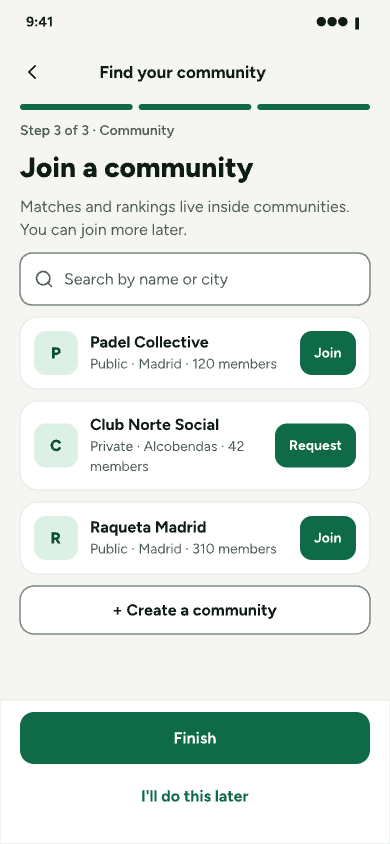 9:41
Find your community
Step 3 of 3 · Community
Join a community
Matches and rankings live inside communities.
You can join more later.
Search by name or city
P
Padel Collective
Public · Madrid · 120 members
Join
C
Club Norte Social
Private · Alcobendas · 42
members
Request
R
Raqueta Madrid
Public · Madrid · 310 members
Join
+ Create a community
Finish
I'll do this later